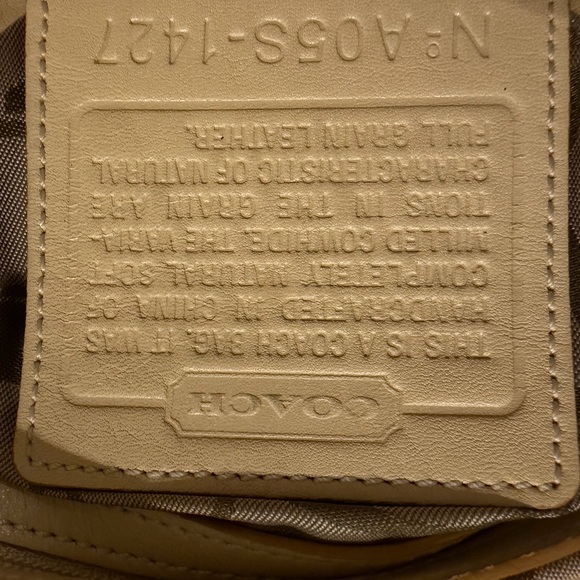 COACH
THIS IS A COACH BAG. IT WAS
HANDCRAFTED IN CHINA OF
COMPLETELY NATURAL SOFT
MILLED COWHIDE. THE VARIA-
TIONS IN THE GRAIN ARE
CHARACTERISTIC OF NATURAL
FULL GRAIN LEATHER.
Nº A05S-1427